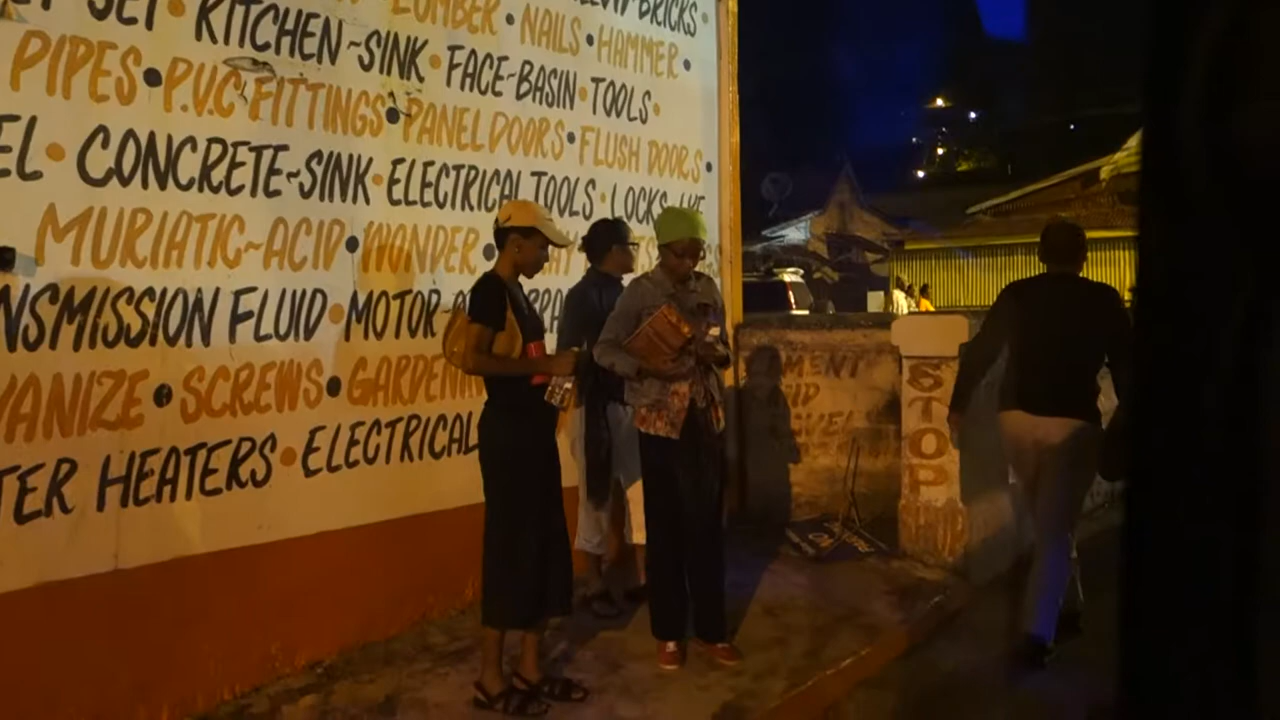 SET • KITCHEN~SINK • FACE~BASIN • TOOLS •
LUMBER • NAILS • HAMMER •
BRICKS •
PIPES • P.V.C FITTINGS • PANEL DOORS • FLUSH DOORS •
EL • CONCRETE~SINK • ELECTRICAL TOOLS • LOCKS
MURIATIC~ACID • WONDER •
NSMISSION FLUID • MOTOR
VANIZE • SCREWS • GARDENIN
TER HEATERS • ELECTRICAL
STOP